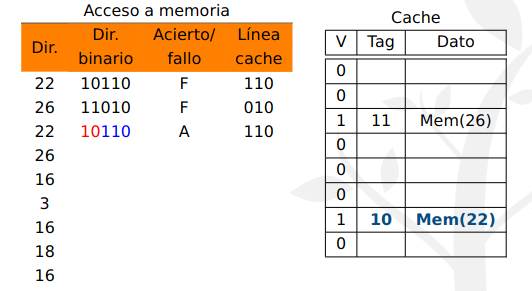 Acceso a memoria
Dir. Dir. binario Acierto/ fallo Línea cache
22 10110 F 110
26 11010 F 010
22 10110 A 110
26
16
3
16
18
16
Cache
V Tag Dato
0
0
1 11 Mem(26)
0
0
0
1 10 Mem(22)
0